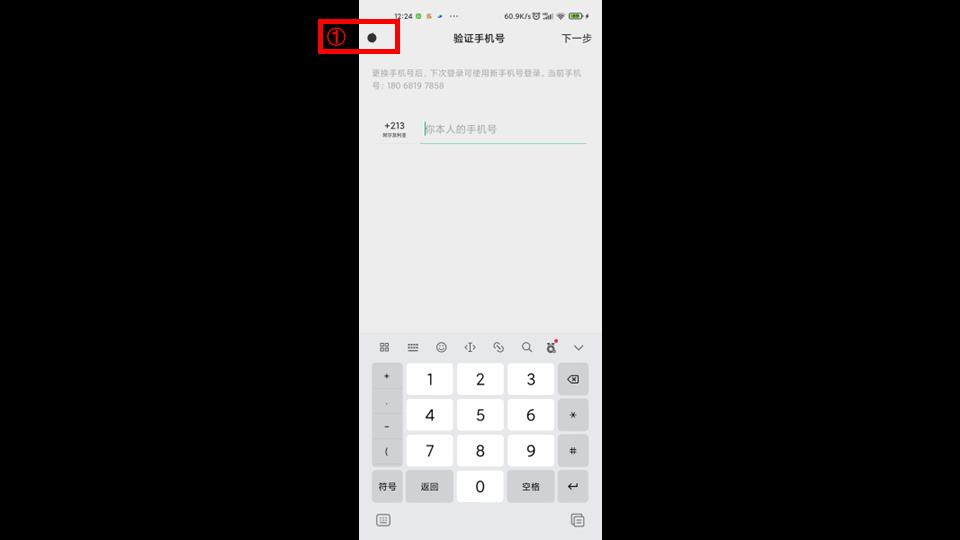 12:24 60.9K/s
①
验证手机号 下一步
更换手机号后，下次登录可使用新手机号登录。当前手机
号：180 6819 7858
+213 你本人的手机号
阿尔及利亚
+ 1 2 3
. 4 5 6 *
-
( 7 8 9 #
符号 返回 0 空格